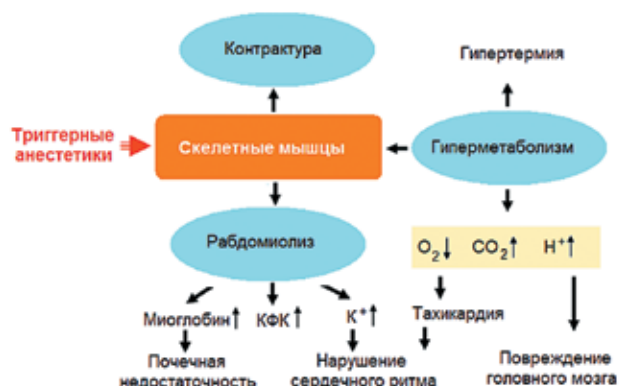 Контрактура
Гипертермия
Триггерные
анестетики
Скелетные мышцы
Гиперметаболизм
Рабдомиолиз
O₂↓ CO₂↑ H⁺↑
Миоглобин↑ КФК↑ К⁺↑
Тахикардия
Почечная
недостаточность
Нарушение
сердечного ритма
Повреждение
головного мозга